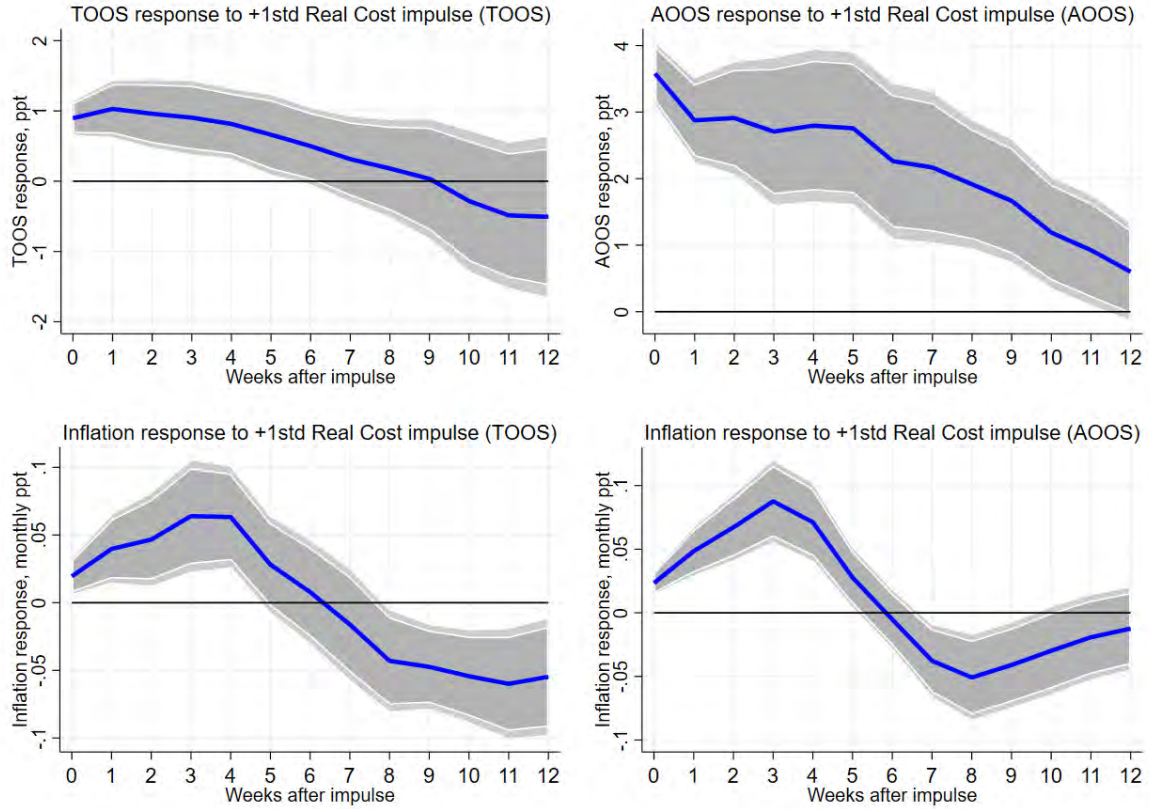 TOOS response to +1std Real Cost impulse (TOOS)
TOOS response, ppt
2
1
0
-1
-2
0 1 2 3 4 5 6 7 8 9 10 11 12
Weeks after impulse
AOOS response to +1std Real Cost impulse (AOOS)
AOOS response, ppt
4
3
2
1
0
0 1 2 3 4 5 6 7 8 9 10 11 12
Weeks after impulse
Inflation response to +1std Real Cost impulse (TOOS)
Inflation response, monthly ppt
.1
.05
0
-.05
-.1
0 1 2 3 4 5 6 7 8 9 10 11 12
Weeks after impulse
Inflation response to +1std Real Cost impulse (AOOS)
Inflation response, monthly ppt
.1
.05
0
-.05
-.1
0 1 2 3 4 5 6 7 8 9 10 11 12
Weeks after impulse